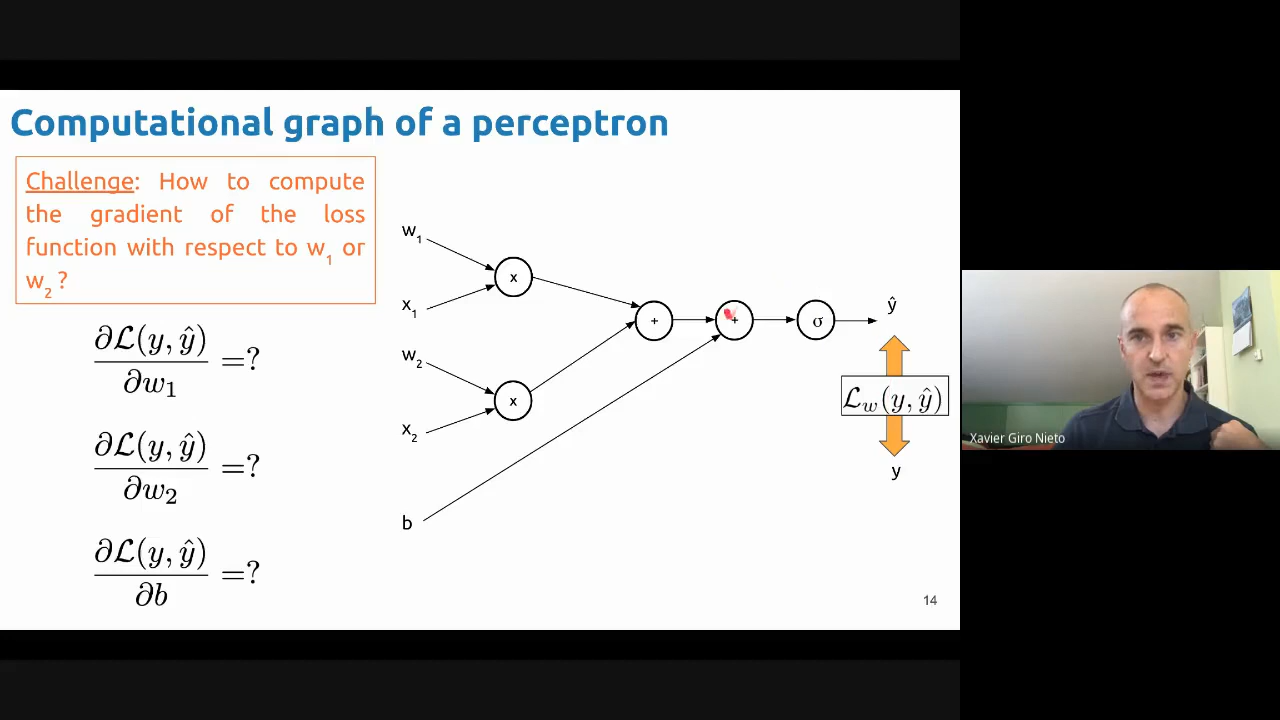 Computational graph of a perceptron
Challenge: How to compute
the gradient of the loss
function with respect to w1 or
w2 ?
∂ℒ(y, ŷ)
∂w1
=?
∂ℒ(y, ŷ)
∂w2
=?
∂ℒ(y, ŷ)
∂b
=?
w1
x
x1
w2
x
x2
b
+
+
σ
ŷ
ℒw(y, ŷ)
y
14
Xavier Giro Nieto